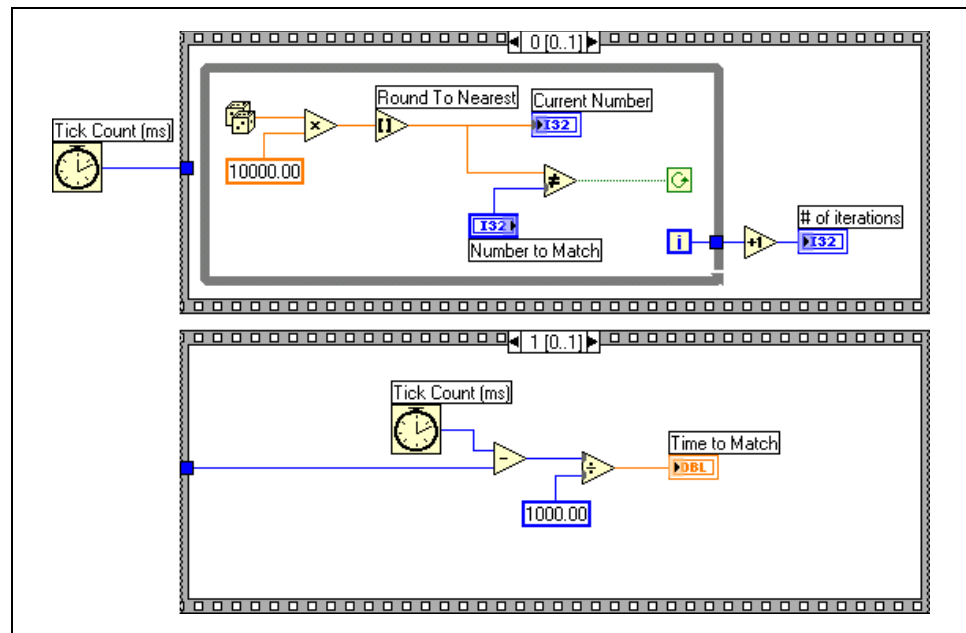 0 [0..1]
Round To Nearest
Current Number
Tick Count (ms)
x
[]
I32
10000.00
≠
I32
Number to Match
# of iterations
i
+1
I32
1 [0..1]
Tick Count (ms)
Time to Match
-
÷
DBL
1000.00